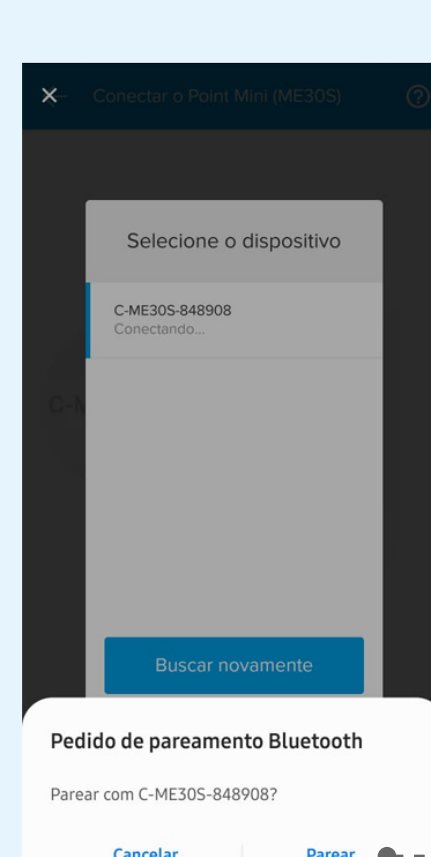 Conectar o Point Mini (ME30S)
Selecione o dispositivo
C-ME30S-848908
Conectando...
Buscar novamente
Pedido de pareamento Bluetooth
Parear com C-ME30S-848908?
Cancelar
Parear